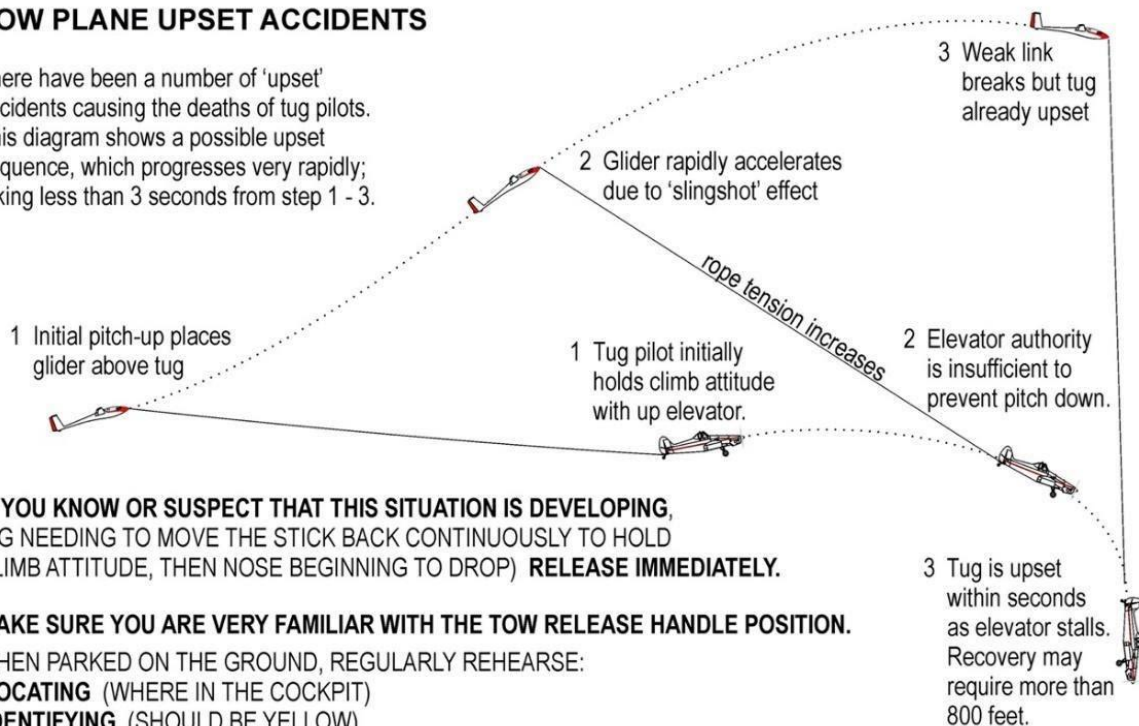 OW PLANE UPSET ACCIDENTS
here have been a number of ‘upset’
cidents causing the deaths of tug pilots.
his diagram shows a possible upset
quence, which progresses very rapidly;
king less than 3 seconds from step 1 - 3.
3 Weak link
breaks but tug
already upset
2 Glider rapidly accelerates
due to ‘slingshot’ effect
rope tension increases
1 Initial pitch-up places
glider above tug
1 Tug pilot initially
holds climb attitude
with up elevator.
2 Elevator authority
is insufficient to
prevent pitch down.
YOU KNOW OR SUSPECT THAT THIS SITUATION IS DEVELOPING,
G NEEDING TO MOVE THE STICK BACK CONTINUOUSLY TO HOLD
LIMB ATTITUDE, THEN NOSE BEGINNING TO DROP) RELEASE IMMEDIATELY.
AKE SURE YOU ARE VERY FAMILIAR WITH THE TOW RELEASE HANDLE POSITION.
HEN PARKED ON THE GROUND, REGULARLY REHEARSE:
OCATING (WHERE IN THE COCKPIT)
DENTIFYING (SHOULD BE YELLOW)
3 Tug is upset
within seconds
as elevator stalls.
Recovery may
require more than
800 feet.